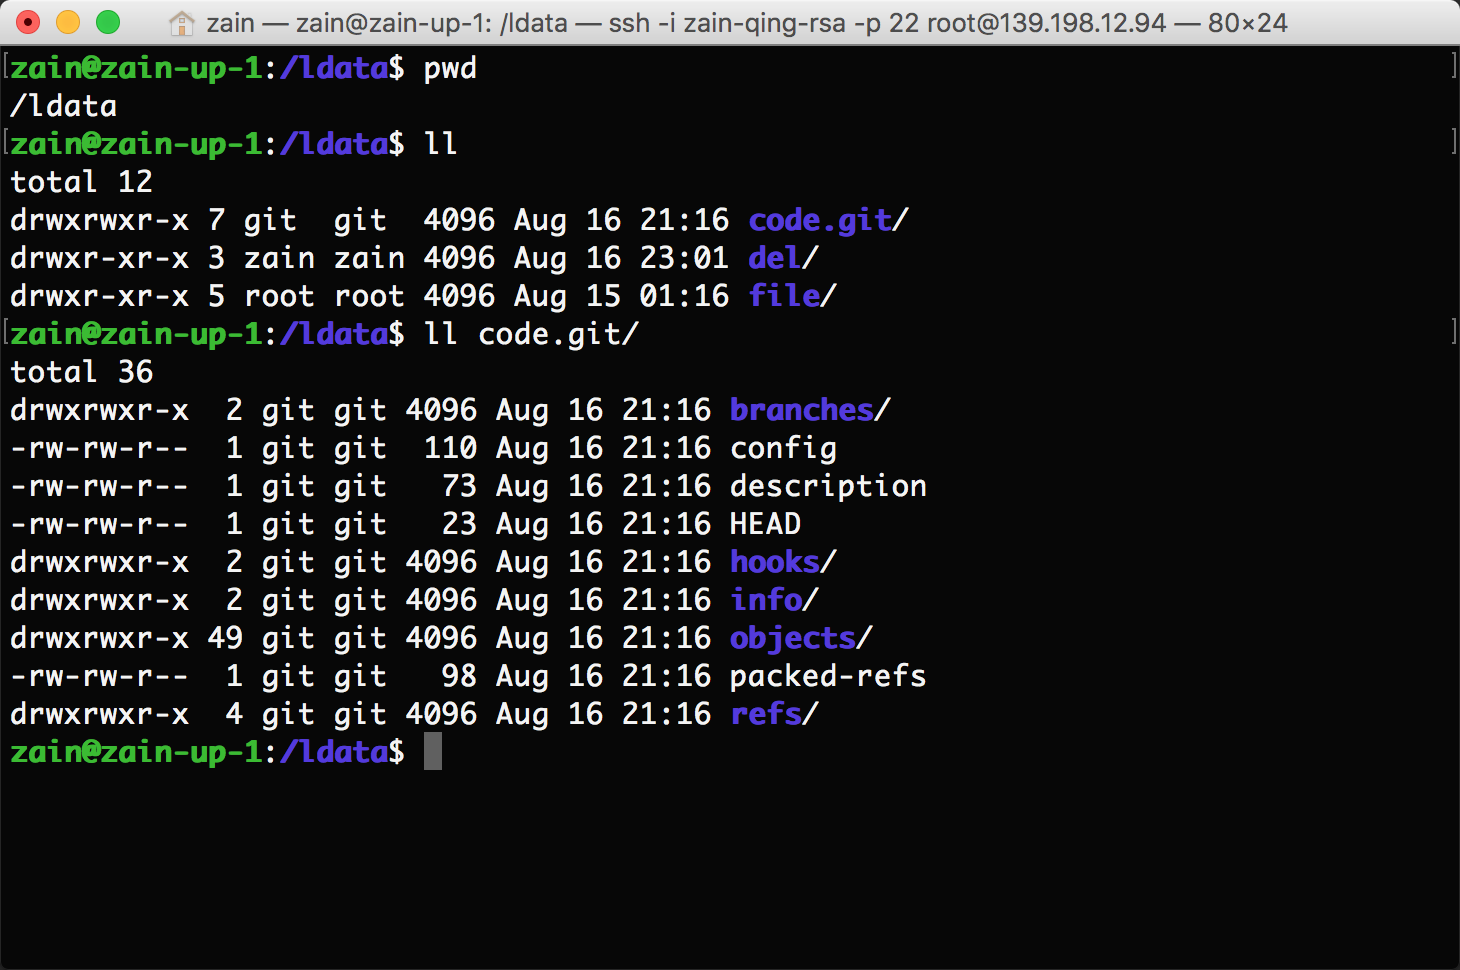 zain — zain@zain-up-1: /ldata — ssh -i zain-qing-rsa -p 22 root@139.198.12.94 — 80×24
[zain@zain-up-1:/ldata$ pwd ]
/ldata
[zain@zain-up-1:/ldata$ ll ]
total 12
drwxrwxr-x 7 git  git  4096 Aug 16 21:16 code.git/
drwxr-xr-x 3 zain zain 4096 Aug 16 23:01 del/
drwxr-xr-x 5 root root 4096 Aug 15 01:16 file/
[zain@zain-up-1:/ldata$ ll code.git/ ]
total 36
drwxrwxr-x  2 git git 4096 Aug 16 21:16 branches/
-rw-rw-r--  1 git git  110 Aug 16 21:16 config
-rw-rw-r--  1 git git   73 Aug 16 21:16 description
-rw-rw-r--  1 git git   23 Aug 16 21:16 HEAD
drwxrwxr-x  2 git git 4096 Aug 16 21:16 hooks/
drwxrwxr-x  2 git git 4096 Aug 16 21:16 info/
drwxrwxr-x 49 git git 4096 Aug 16 21:16 objects/
-rw-rw-r--  1 git git   98 Aug 16 21:16 packed-refs
drwxrwxr-x  4 git git 4096 Aug 16 21:16 refs/
zain@zain-up-1:/ldata$